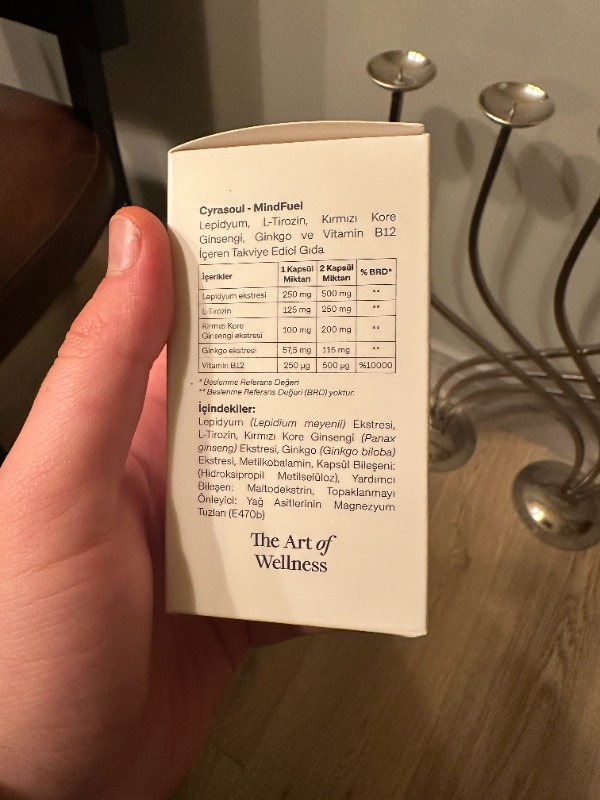 Cyrasoul - MindFuel
Lepidyum, L-Tirozin, Kırmızı Kore
Ginsengi, Ginkgo ve Vitamin B12
İçeren Takviye Edici Gıda
İçerikler 1 Kapsül Miktarı 2 Kapsül Miktarı % BRD*
Lepidyum ekstresi 250 mg 500 mg **
L-Tirozin 125 mg 250 mg **
Kırmızı Kore Ginsengi ekstresi 100 mg 200 mg **
Ginkgo ekstresi 57,5 mg 115 mg **
Vitamin B12 250 µg 500 µg %10000
* Beslenme Referans Değeri
** Beslenme Referans Değeri (BRD) yoktur.
İçindekiler:
Lepidyum (Lepidium meyenii) Ekstresi,
L-Tirozin, Kırmızı Kore Ginsengi (Panax
ginseng) Ekstresi, Ginkgo (Ginkgo biloba)
Ekstresi, Metilkobalamin, Kapsül Bileşeni:
(Hidroksipropil Metilselüloz), Yardımcı
Bileşen: Maltodekstrin, Topaklanmayı
Önleyici: Yağ Asitlerinin Magnezyum
Tuzları (E470b)
The Art of
Wellness